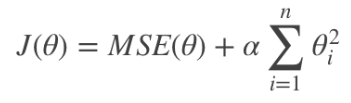 J(θ) = MSE(θ) + α ∑_{i=1}^{n} θ_i^2